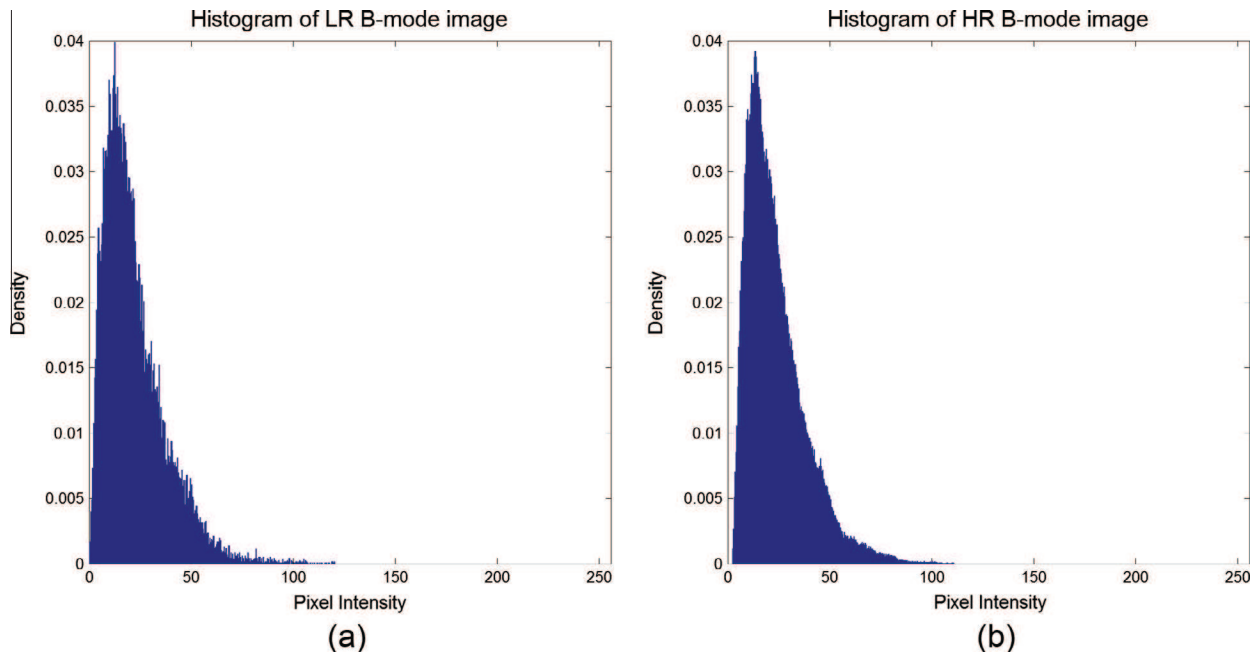 Histogram of LR B-mode image
0.04
0.035
0.03
0.025
0.02
0.015
0.01
0.005
0
Density
0 50 100 150 200 250
Pixel Intensity
(a)
Histogram of HR B-mode image
0.04
0.035
0.03
0.025
0.02
0.015
0.01
0.005
0
Density
0 50 100 150 200 250
Pixel Intensity
(b)